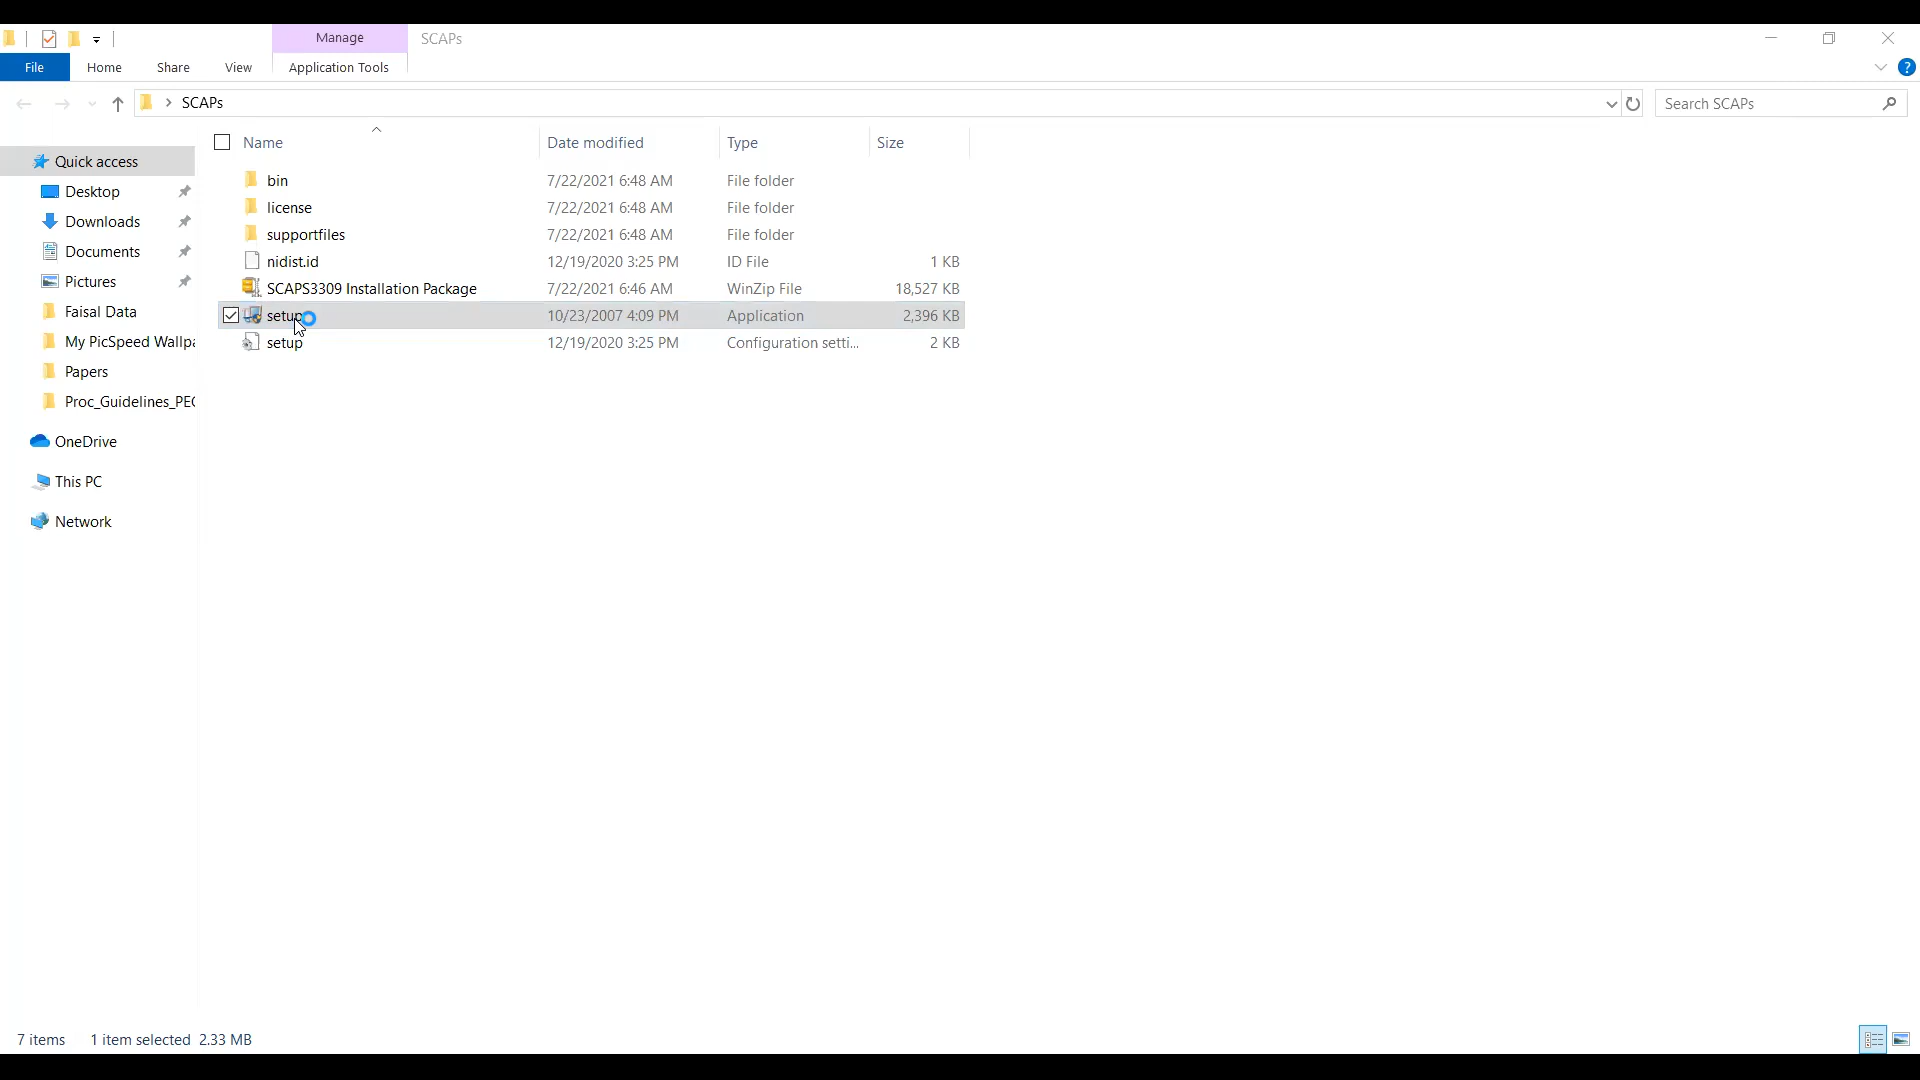 Manage SCAPs
File Home Share View Application Tools
SCAPs Search SCAPs
Name Date modified Type Size
Quick access
Desktop
Downloads
Documents
Pictures
Faisal Data
My PicSpeed Wallpa
Papers
Proc_Guidelines_PEC
OneDrive
This PC
Network
bin 7/22/2021 6:48 AM File folder
license 7/22/2021 6:48 AM File folder
supportfiles 7/22/2021 6:48 AM File folder
nidist.id 12/19/2020 3:25 PM ID File 1 KB
SCAPS3309 Installation Package 7/22/2021 6:46 AM WinZip File 18,527 KB
setup 10/23/2007 4:09 PM Application 2,396 KB
setup 12/19/2020 3:25 PM Configuration setti... 2 KB
7 items 1 item selected 2.33 MB